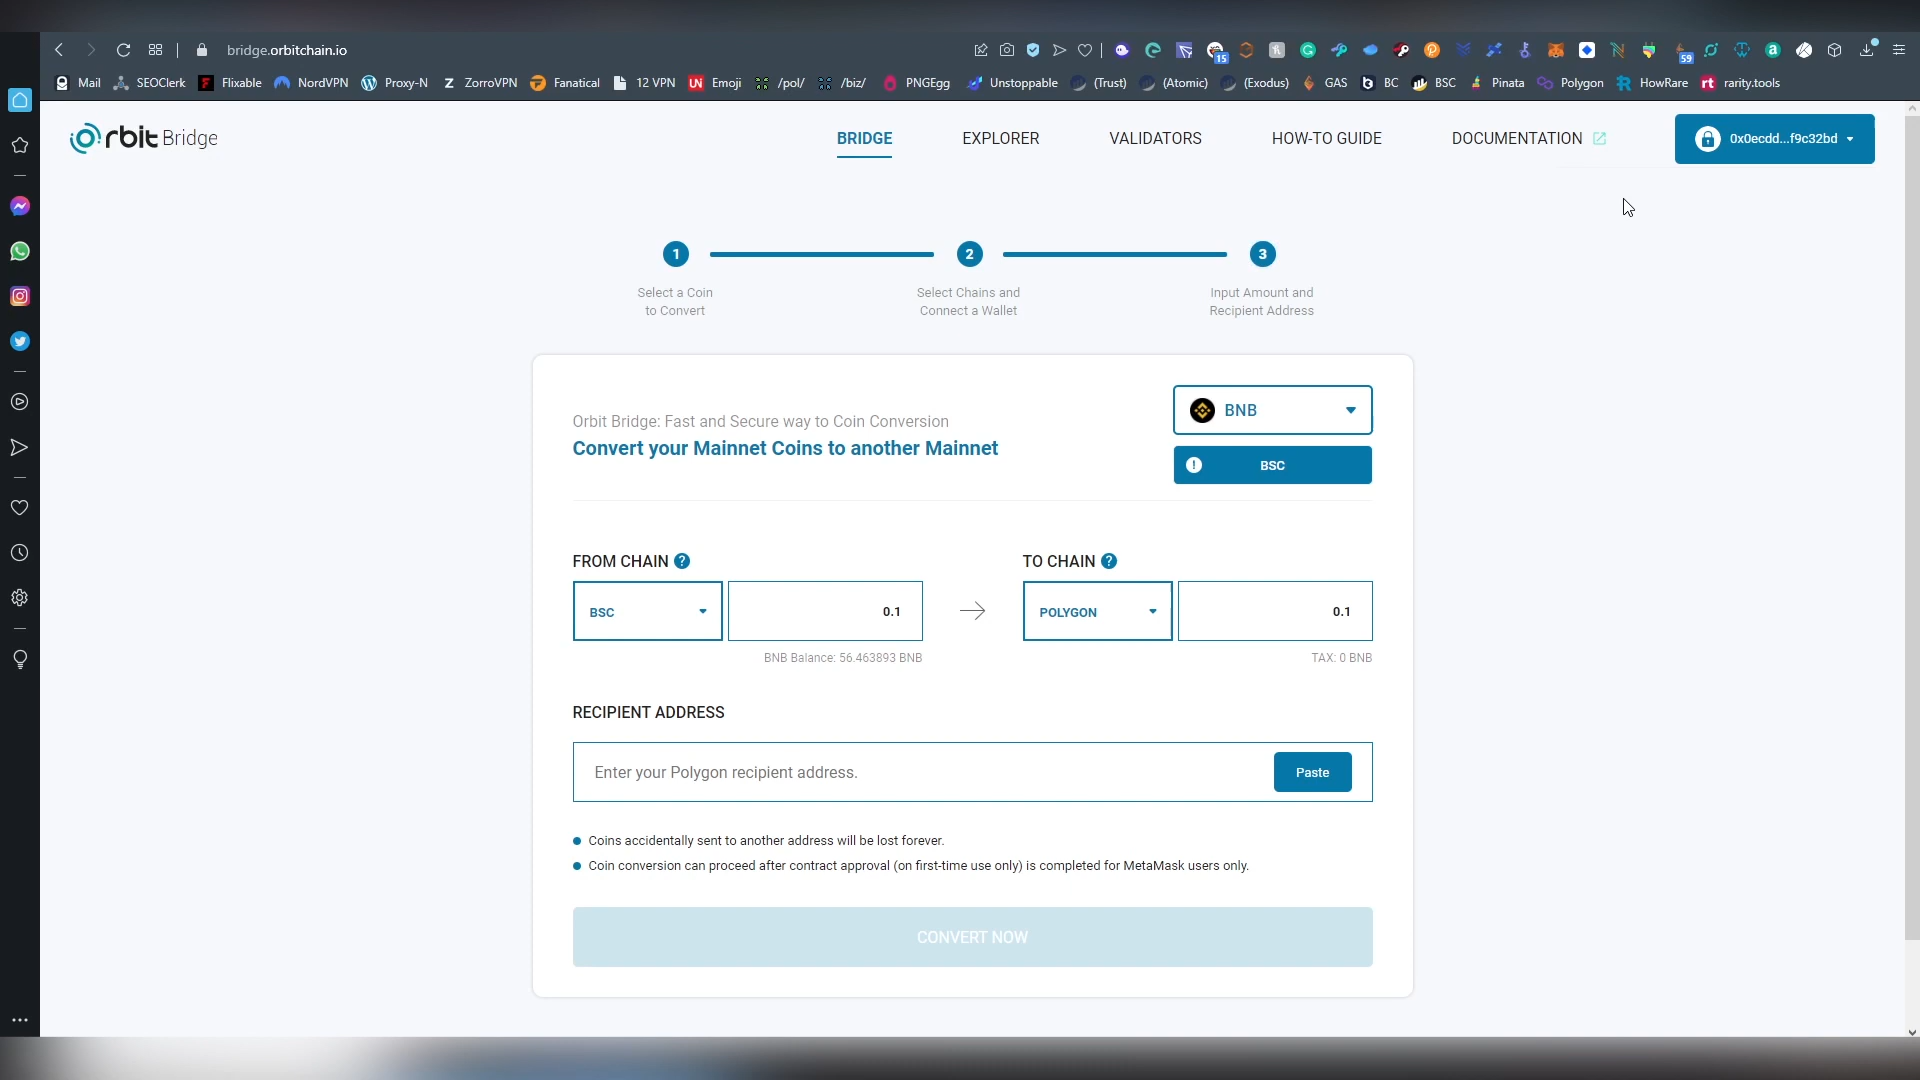 bridge.orbitchain.io
15
59
Mail
SEOClerk
Flixable
NordVPN
Proxy-N
Z ZorroVPN
Fanatical
12 VPN
UN Emoji
/pol/
/biz/
PNGEgg
Unstoppable
(Trust)
(Atomic)
(Exodus)
GAS
BC
BSC
Pinata
Polygon
HowRare
rt rarity.tools
Orbit Bridge
BRIDGE
EXPLORER
VALIDATORS
HOW-TO GUIDE
DOCUMENTATION
0x0ecdd...f9c32bd
1
2
3
Select a Coin
to Convert
Select Chains and
Connect a Wallet
Input Amount and
Recipient Address
Orbit Bridge: Fast and Secure way to Coin Conversion
Convert your Mainnet Coins to another Mainnet
BNB
! BSC
FROM CHAIN ?
TO CHAIN ?
BSC
0.1
POLYGON
0.1
BNB Balance: 56.463893 BNB
TAX: 0 BNB
RECIPIENT ADDRESS
Enter your Polygon recipient address.
Paste
Coins accidentally sent to another address will be lost forever.
Coin conversion can proceed after contract approval (on first-time use only) is completed for MetaMask users only.
CONVERT NOW